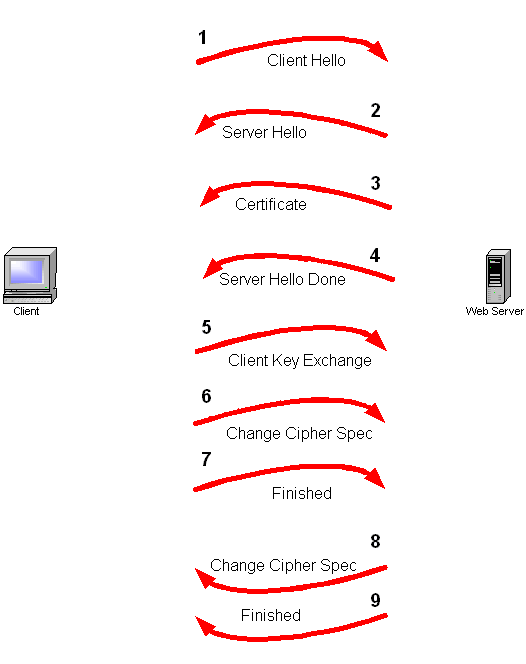 1
Client Hello
2
Server Hello
3
Certificate
4
Server Hello Done
Client
Web Server
5
Client Key Exchange
6
Change Cipher Spec
7
Finished
8
Change Cipher Spec
9
Finished